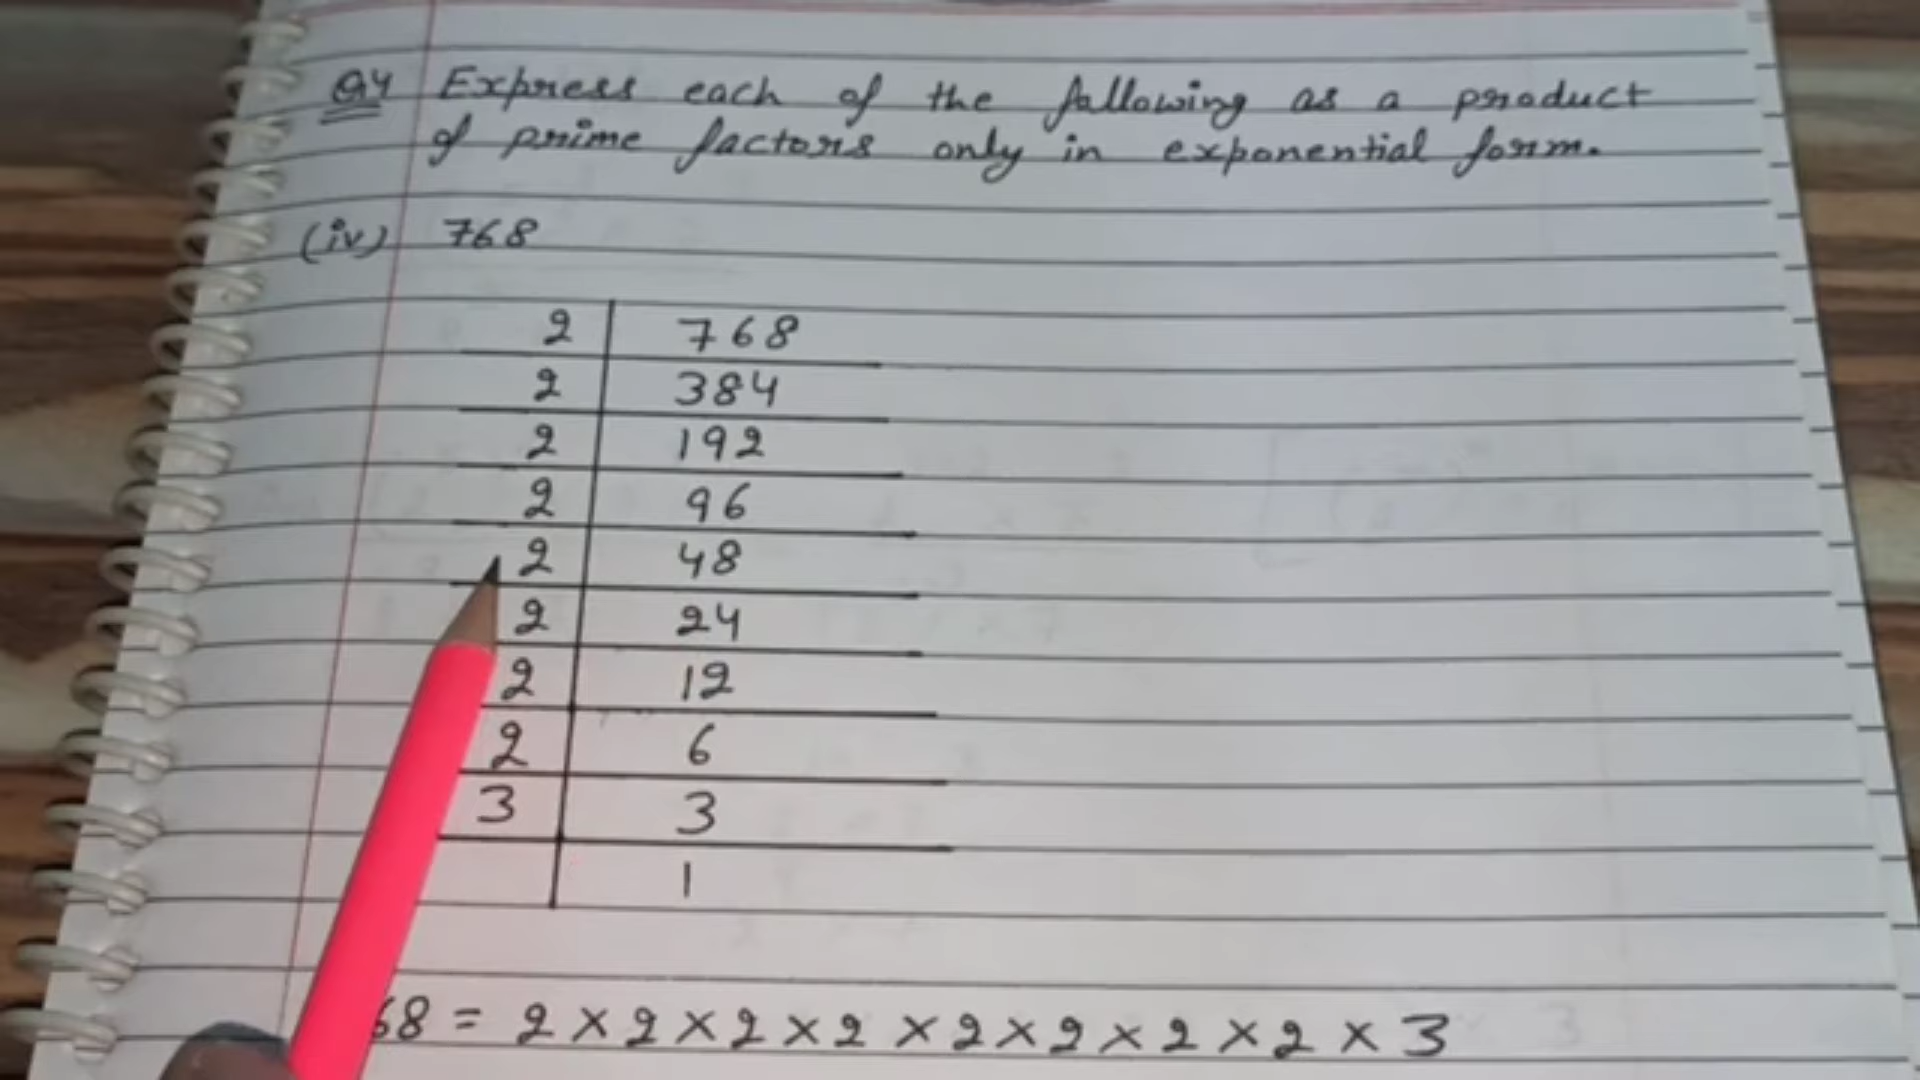 Q4 Express each of the following as a product
of prime factors only in exponential form.
(iv) 768
2 | 768
2 | 384
2 | 192
2 | 96
2 | 48
2 | 24
2 | 12
2 | 6
3 | 3
| 1
68 = 2 × 2 × 2 × 2 × 2 × 2 × 2 × 2 × 3